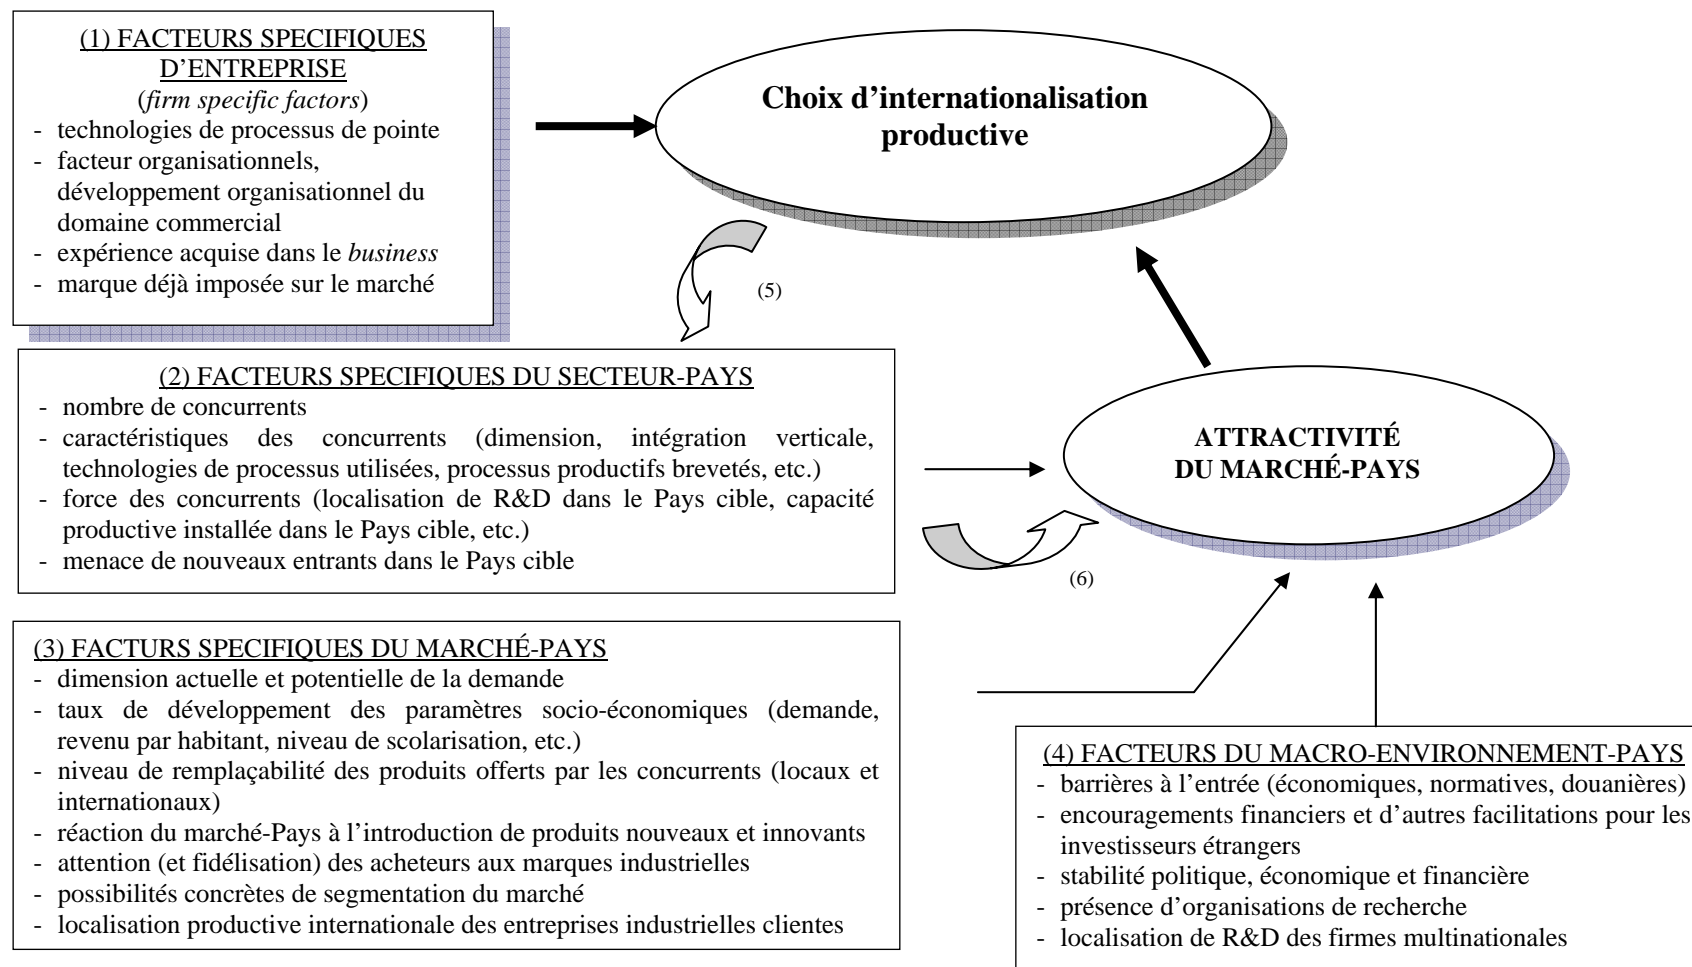 (1) FACTEURS SPECIFIQUES
D’ENTREPRISE
(firm specific factors)
- technologies de processus de pointe
- facteur organisationnels,
développement organisationnel du
domaine commercial
- expérience acquise dans le business
- marque déjà imposée sur le marché
Choix d’internationalisation
productive
(5)
(2) FACTEURS SPECIFIQUES DU SECTEUR-PAYS
- nombre de concurrents
- caractéristiques des concurrents (dimension, intégration verticale,
technologies de processus utilisées, processus productifs brevetés, etc.)
- force des concurrents (localisation de R&D dans le Pays cible, capacité
productive installée dans le Pays cible, etc.)
- menace de nouveaux entrants dans le Pays cible
ATTRACTIVITÉ
DU MARCHÉ-PAYS
(6)
(3) FACTURS SPECIFIQUES DU MARCHÉ-PAYS
- dimension actuelle et potentielle de la demande
- taux de développement des paramètres socio-économiques (demande,
revenu par habitant, niveau de scolarisation, etc.)
- niveau de remplaçabilité des produits offerts par les concurrents (locaux et
internationaux)
- réaction du marché-Pays à l’introduction de produits nouveaux et innovants
- attention (et fidélisation) des acheteurs aux marques industrielles
- possibilités concrètes de segmentation du marché
- localisation productive internationale des entreprises industrielles clientes
(4) FACTEURS DU MACRO-ENVIRONNEMENT-PAYS
- barrières à l’entrée (économiques, normatives, douanières)
- encouragements financiers et d’autres facilitations pour les
investisseurs étrangers
- stabilité politique, économique et financière
- présence d’organisations de recherche
- localisation de R&D des firmes multinationales